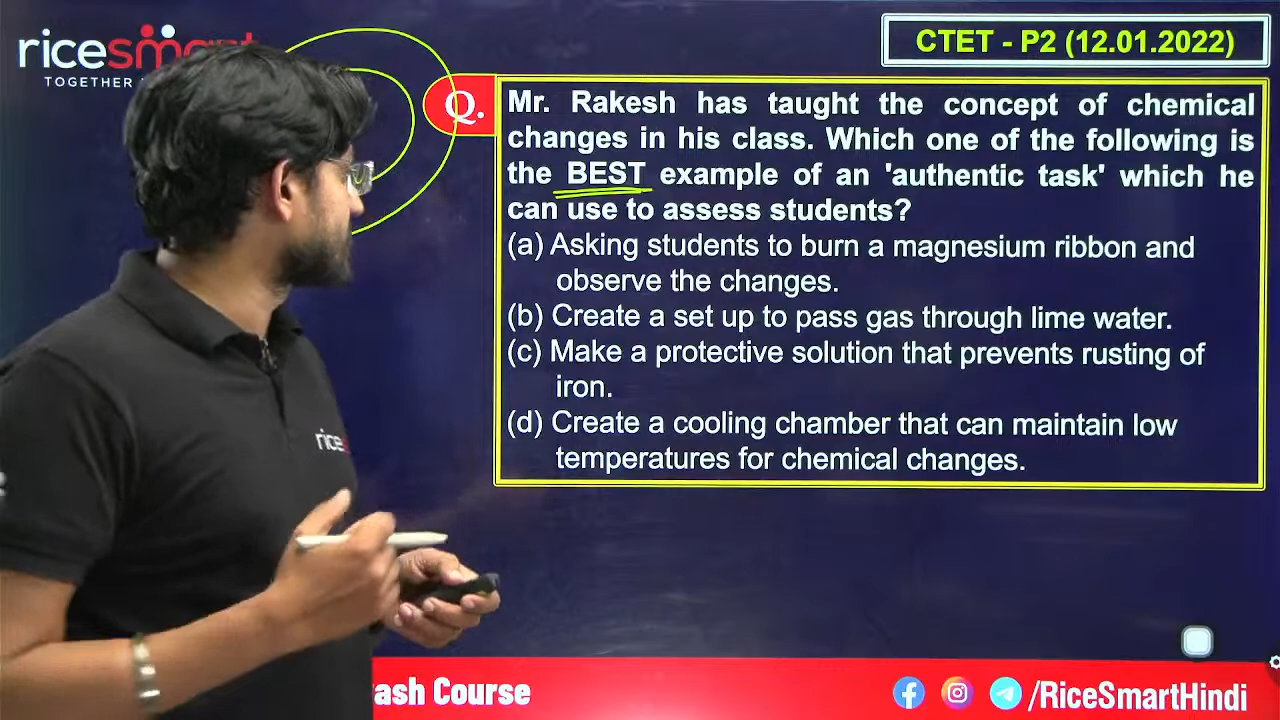 ricesmart
TOGETHER
CTET - P2 (12.01.2022)
Q.
Mr. Rakesh has taught the concept of chemical
changes in his class. Which one of the following is
the BEST example of an 'authentic task' which he
can use to assess students?
(a) Asking students to burn a magnesium ribbon and
observe the changes.
(b) Create a set up to pass gas through lime water.
(c) Make a protective solution that prevents rusting of
iron.
(d) Create a cooling chamber that can maintain low
temperatures for chemical changes.
rice
ash Course
/RiceSmartHindi